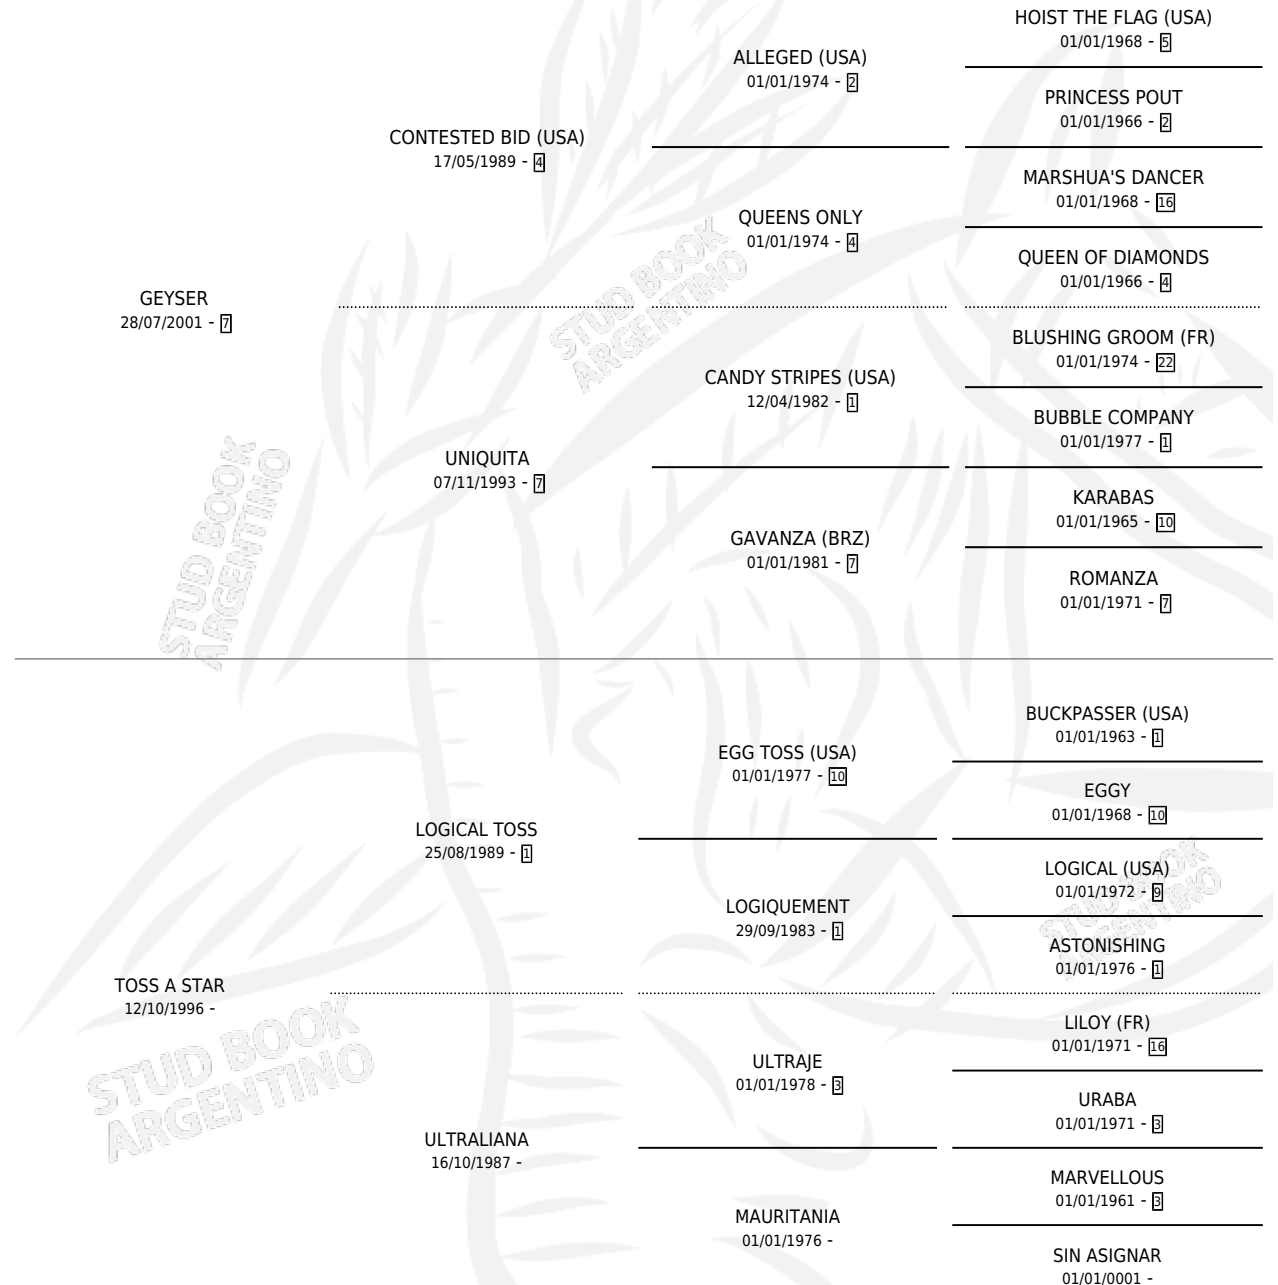 HOIST THE FLAG (USA)
01/01/1968 - 5
ALLEGED (USA)
01/01/1974 - 2
PRINCESS POUT
01/01/1966 - 2
CONTESTED BID (USA)
17/05/1989 - 4
MARSHUA'S DANCER
01/01/1968 - 16
QUEENS ONLY
01/01/1974 - 4
QUEEN OF DIAMONDS
01/01/1966 - 4
GEYSER
28/07/2001 - 7
BLUSHING GROOM (FR)
01/01/1974 - 22
CANDY STRIPES (USA)
12/04/1982 - 1
BUBBLE COMPANY
01/01/1977 - 1
UNIQUITA
07/11/1993 - 7
KARABAS
01/01/1965 - 10
GAVANZA (BRZ)
01/01/1981 - 7
ROMANZA
01/01/1971 - 7
STUD BOOK
ARGENTINO
STUD BOOK
ARGENTINO
BUCKPASSER (USA)
01/01/1963 - 1
EGG TOSS (USA)
01/01/1977 - 10
EGGY
01/01/1968 - 10
LOGICAL TOSS
25/08/1989 - 1
LOGICAL (USA)
01/01/1972 - 9
LOGIQUEMENT
29/09/1983 - 1
ASTONISHING
01/01/1976 - 1
TOSS A STAR
12/10/1996 -
LILOY (FR)
01/01/1971 - 16
ULTRAJE
01/01/1978 - 3
URABA
01/01/1971 - 3
ULTRALIANA
16/10/1987 -
MARVELLOUS
01/01/1961 - 3
MAURITANIA
01/01/1976 -
SIN ASIGNAR
01/01/0001 -
STUD BOOK
ARGENTINO
STUD BOOK
ARGENTINO